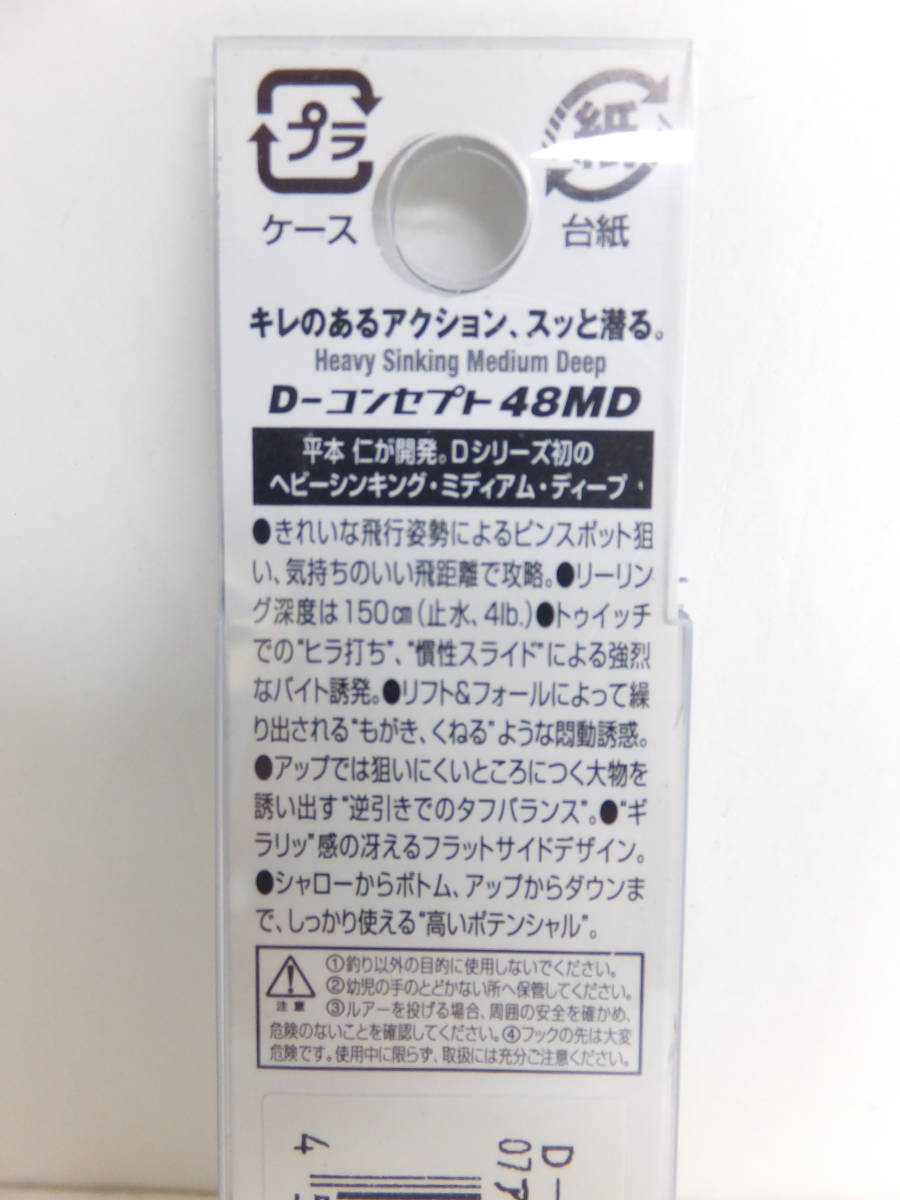 プラ
紙
ケース
台紙
キレのあるアクション、スッと潜る。
Heavy Sinking Medium Deep
D-コンセプト48MD
平本 仁が開発。Dシリーズ初の
ヘビーシンキング・ミディアム・ディープ
●きれいな飛行姿勢によるピンスポット狙
い、気持ちのいい飛距離で攻略。●リーリン
グ深度は150㎝(止水、4lb.)●トゥイッチ
での“ヒラ打ち”、“慣性スライド”による強烈
なバイト誘発。●リフト&フォールによって繰
り出される“もがき、くねる”ような悶動誘惑。
●アップでは狙いにくいところにつく大物を
誘い出す“逆引きでのタフバランス”。●“ギ
ラリッ”感の冴えるフラットサイドデザイン。
●シャローからボトム、アップからダウンま
で、しっかり使える“高いポテンシャル”。
注意
①釣り以外の目的に使用しないでください。
②幼児の手のとどかない所へ保管してください。
③ルアーを投げる場合、周囲の安全を確かめ、
危険のないことを確認してください。④フックの先は大変
危険です。使用中に限らず、取扱には充分ご注意ください。
4
D-
07ア